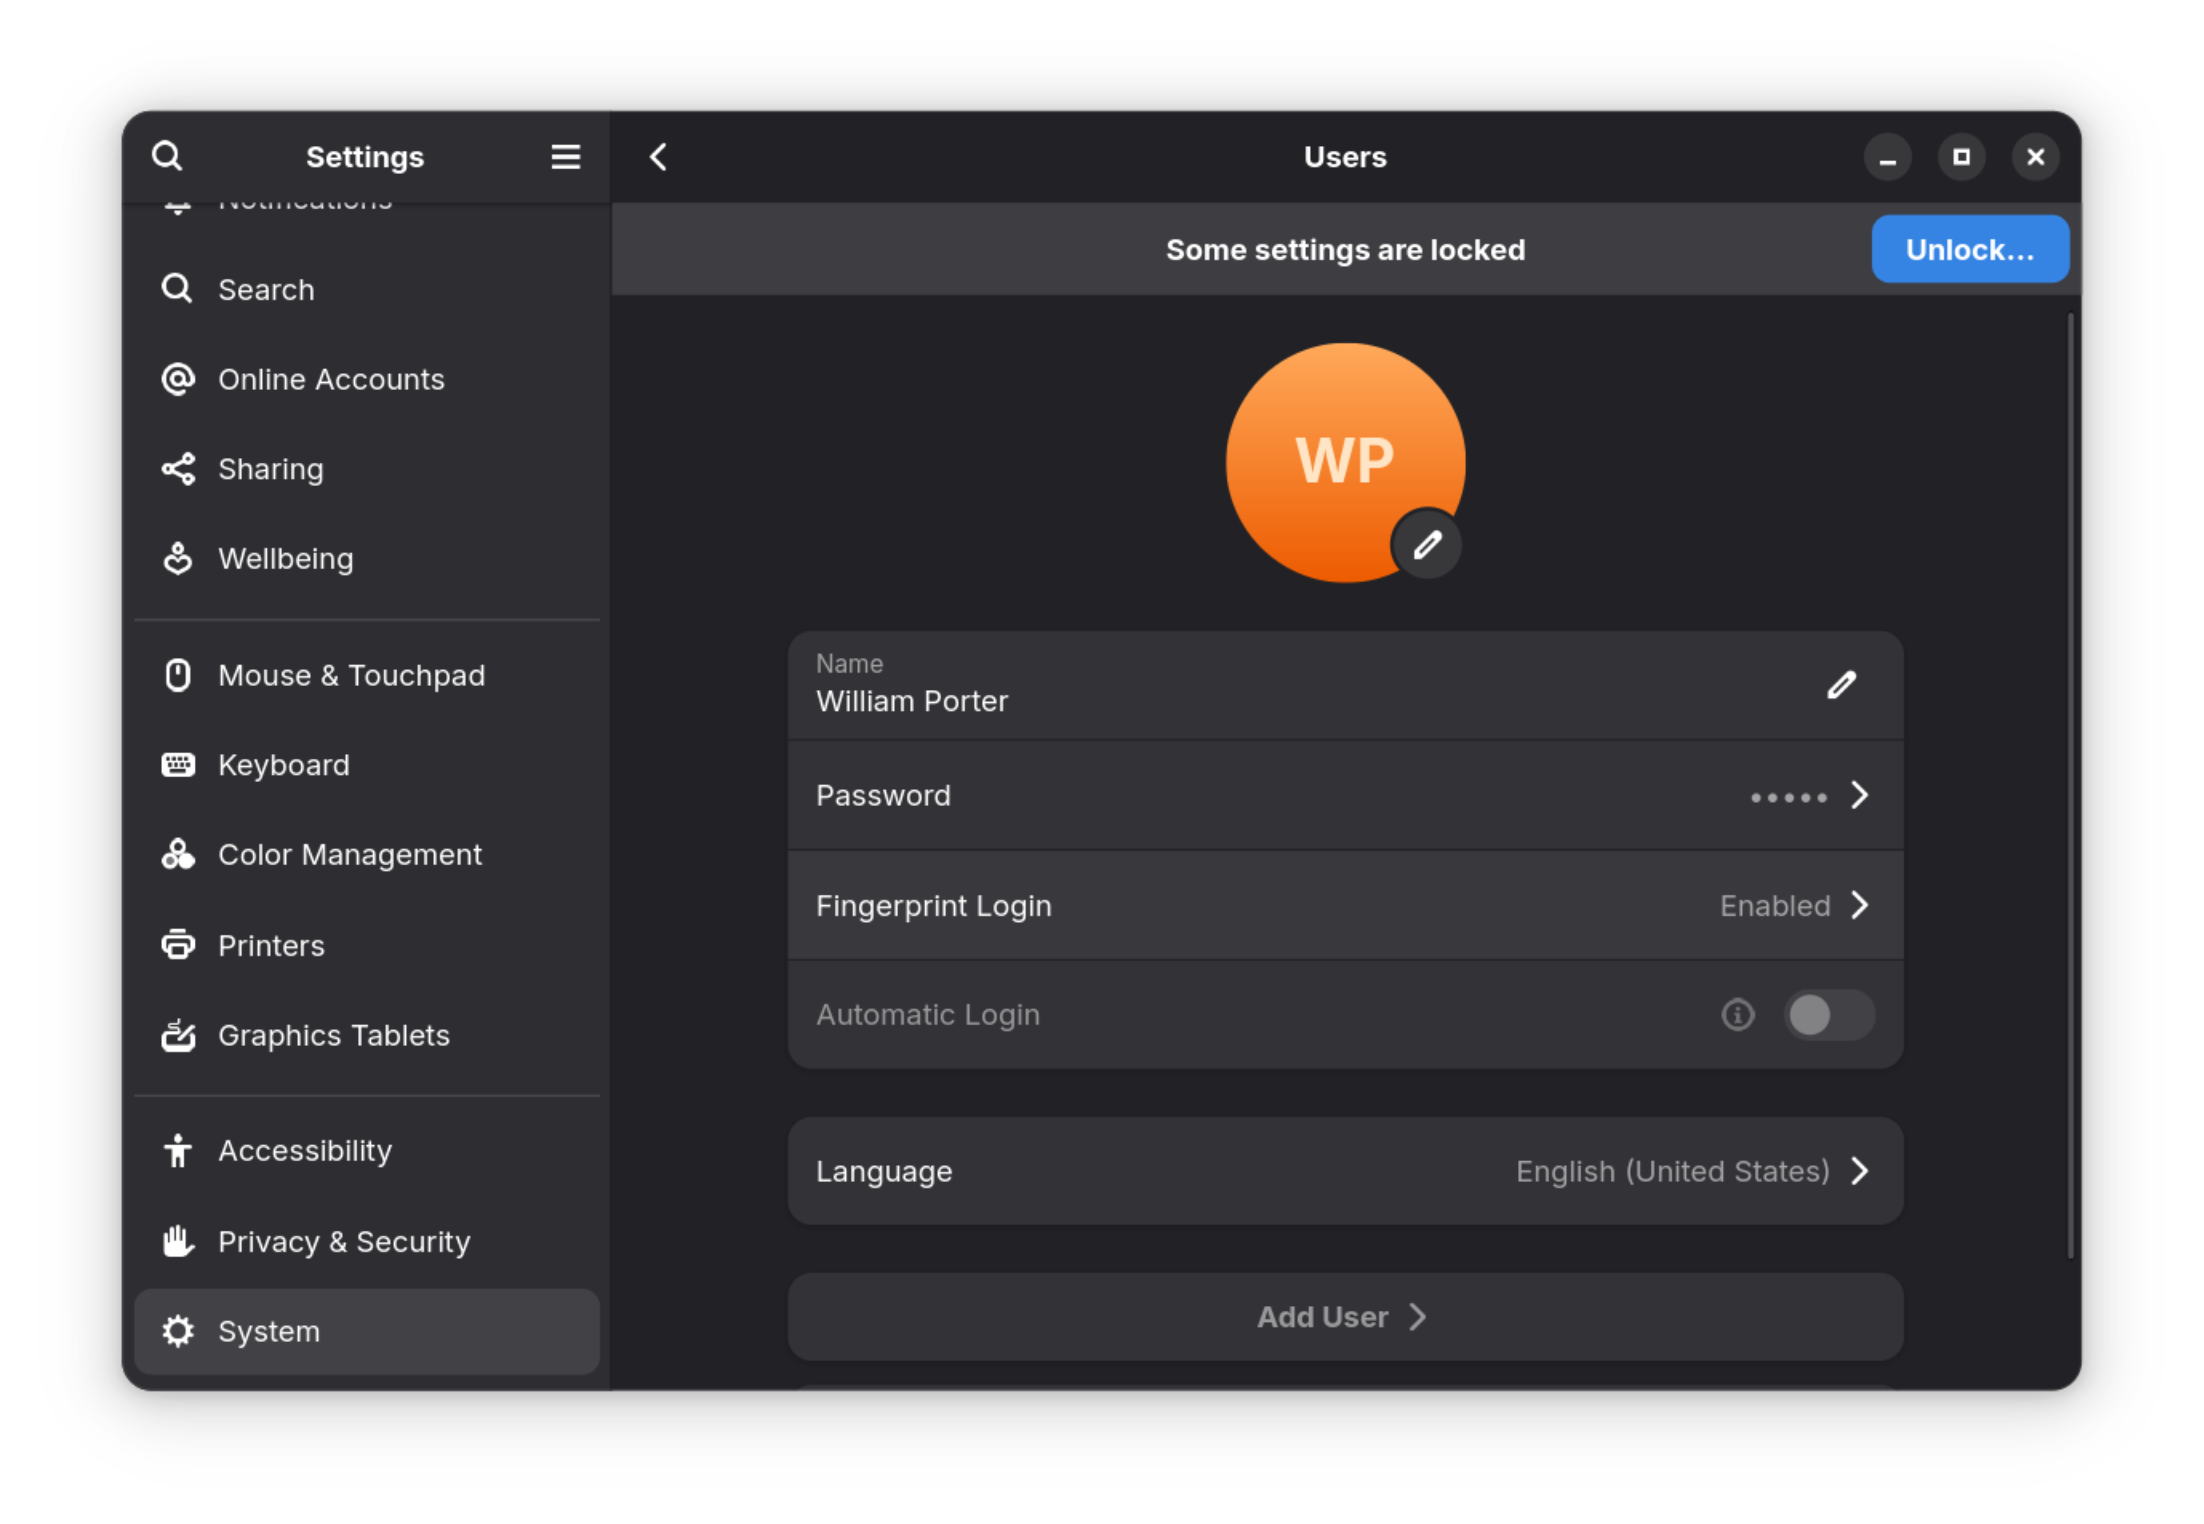 Settings
Notifications
Search
Online Accounts
Sharing
Wellbeing
Mouse & Touchpad
Keyboard
Color Management
Printers
Graphics Tablets
Accessibility
Privacy & Security
System
Users
Some settings are locked
Unlock...
WP
Name
William Porter
Password
•••••
Fingerprint Login
Enabled
Automatic Login
Language
English (United States)
Add User